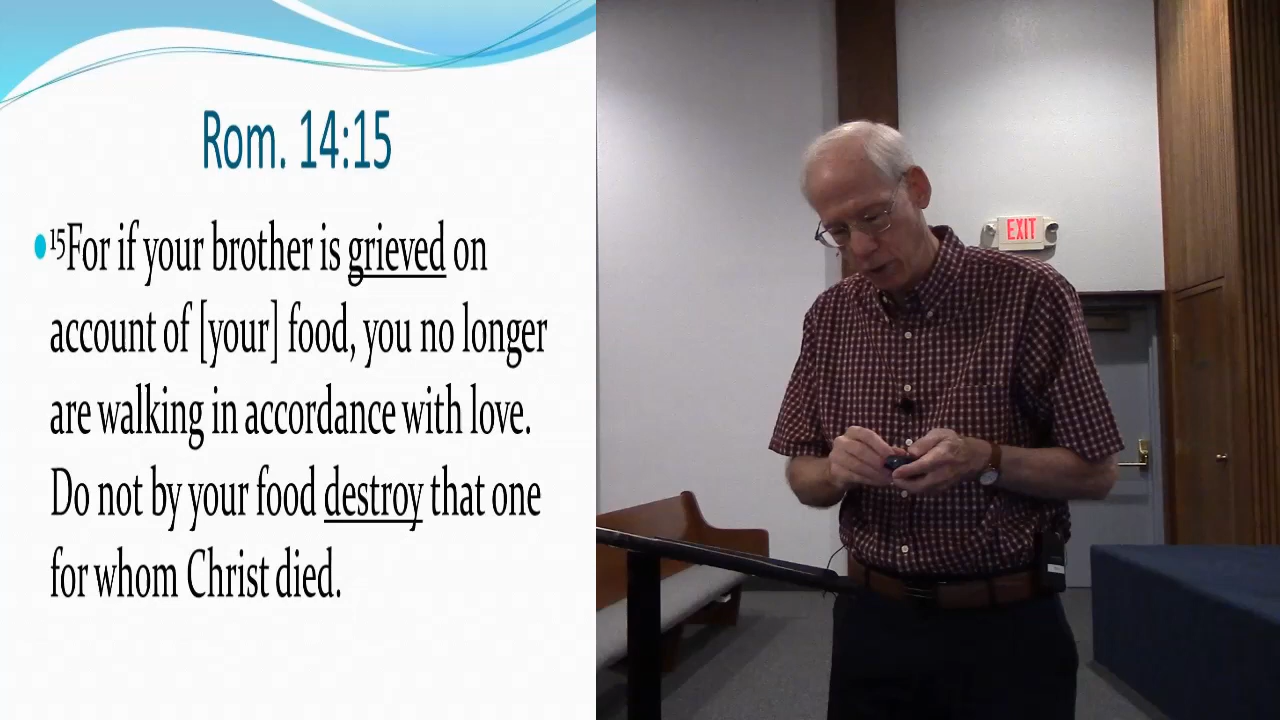 Rom. 14:15
•¹⁵For if your brother is grieved on
account of [your] food, you no longer
are walking in accordance with love.
Do not by your food destroy that one
for whom Christ died.
EXIT